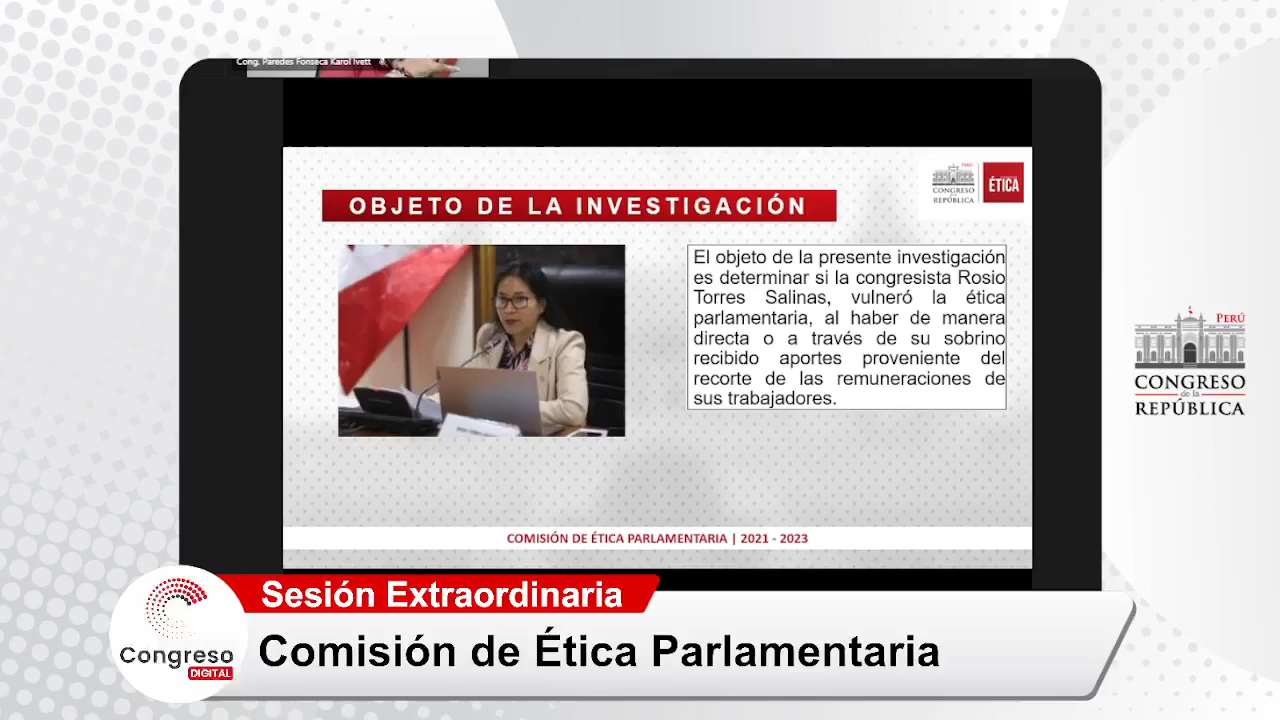 Cong. Paredes Fonseca Karol Ivett
PERÚ
CONGRESO
de la
REPÚBLICA
ÉTICA
OBJETO DE LA INVESTIGACIÓN
El objeto de la presente investigación
es determinar si la congresista Rosio
Torres Salinas, vulneró la ética
parlamentaria, al haber de manera
directa o a través de su sobrino
recibido aportes proveniente del
recorte de las remuneraciones de
sus trabajadores.
COMISIÓN DE ÉTICA PARLAMENTARIA | 2021 - 2023
PERÚ
CONGRESO
de la
REPÚBLICA
Sesión Extraordinaria
Comisión de Ética Parlamentaria
Congreso
DIGITAL